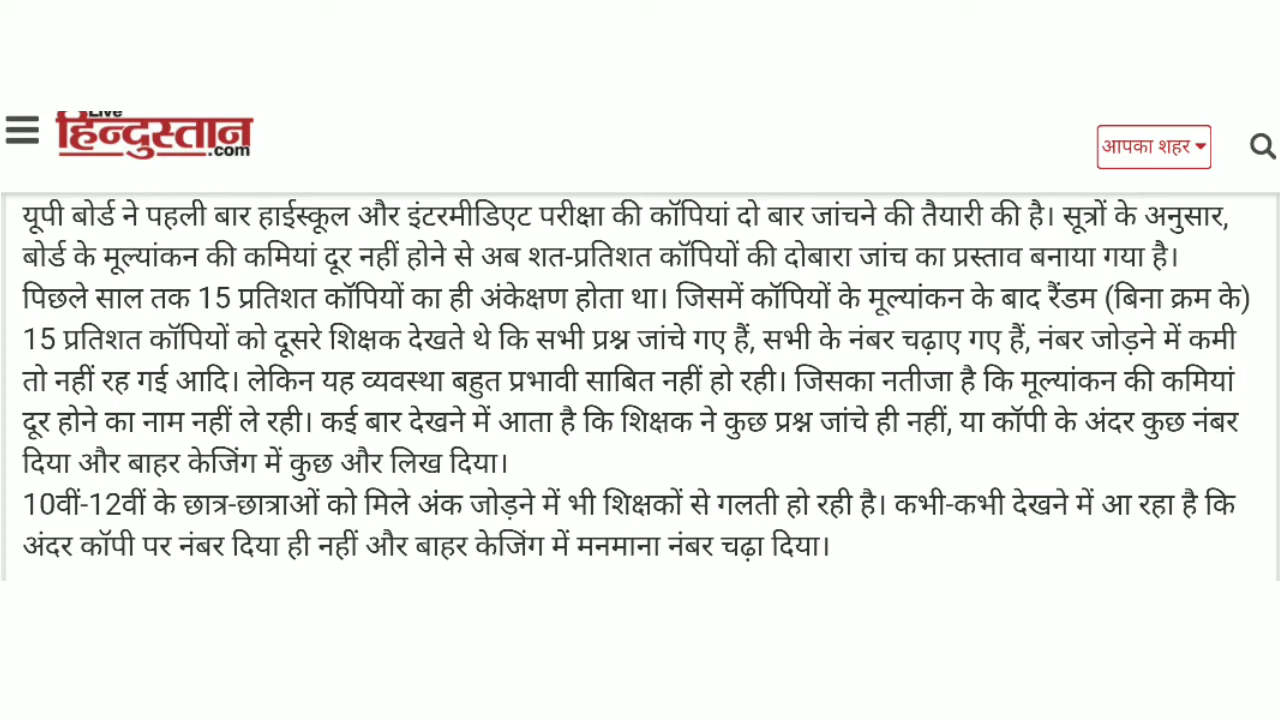 Live
हिन्दुस्तान
.com
आपका शहर
यूपी बोर्ड ने पहली बार हाईस्कूल और इंटरमीडिएट परीक्षा की कॉपियां दो बार जांचने की तैयारी की है। सूत्रों के अनुसार,
बोर्ड के मूल्यांकन की कमियां दूर नहीं होने से अब शत-प्रतिशत कॉपियों की दोबारा जांच का प्रस्ताव बनाया गया है।
पिछले साल तक 15 प्रतिशत कॉपियों का ही अंकेक्षण होता था। जिसमें कॉपियों के मूल्यांकन के बाद रैंडम (बिना क्रम के)
15 प्रतिशत कॉपियों को दूसरे शिक्षक देखते थे कि सभी प्रश्न जांचे गए हैं, सभी के नंबर चढ़ाए गए हैं, नंबर जोड़ने में कमी
तो नहीं रह गई आदि। लेकिन यह व्यवस्था बहुत प्रभावी साबित नहीं हो रही। जिसका नतीजा है कि मूल्यांकन की कमियां
दूर होने का नाम नहीं ले रही। कई बार देखने में आता है कि शिक्षक ने कुछ प्रश्न जांचे ही नहीं, या कॉपी के अंदर कुछ नंबर
दिया और बाहर केजिंग में कुछ और लिख दिया।
10वीं-12वीं के छात्र-छात्राओं को मिले अंक जोड़ने में भी शिक्षकों से गलती हो रही है। कभी-कभी देखने में आ रहा है कि
अंदर कॉपी पर नंबर दिया ही नहीं और बाहर केजिंग में मनमाना नंबर चढ़ा दिया।